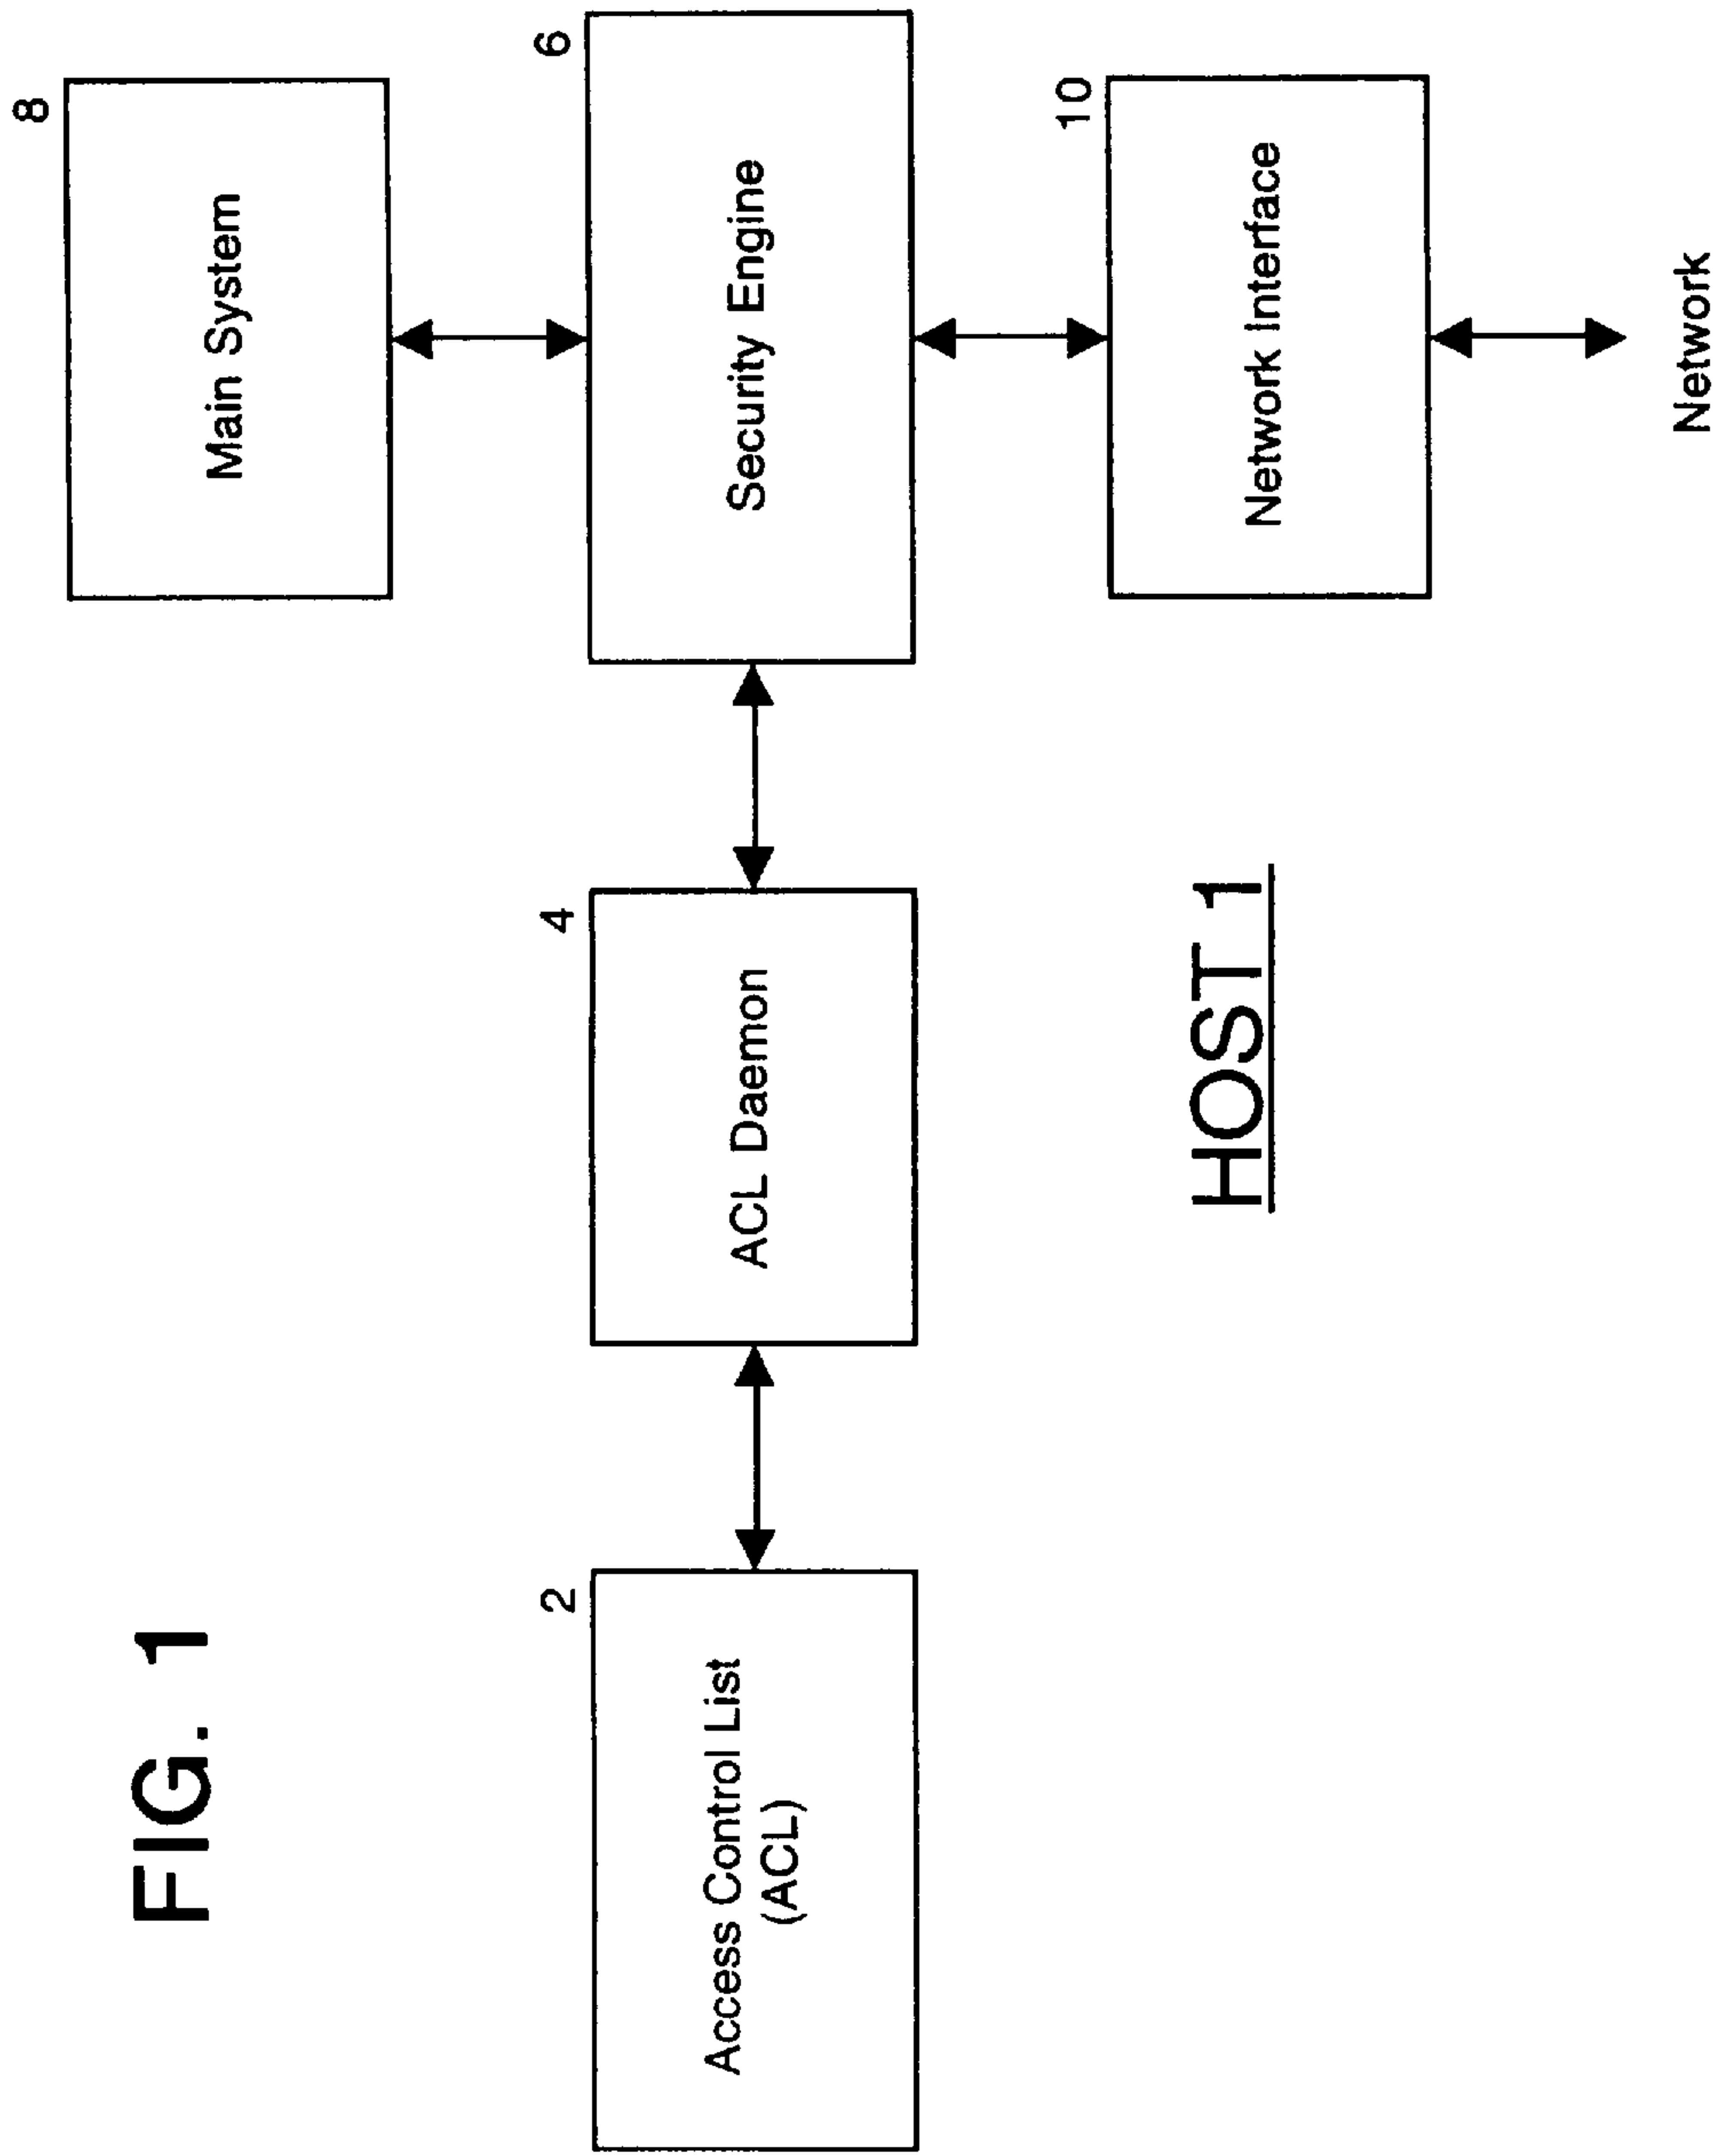 FIG. 1
8
Main System
2
Access Control List
(ACL)
4
ACL Daemon
6
Security Engine
10
Network Interface
HOST 1
Network